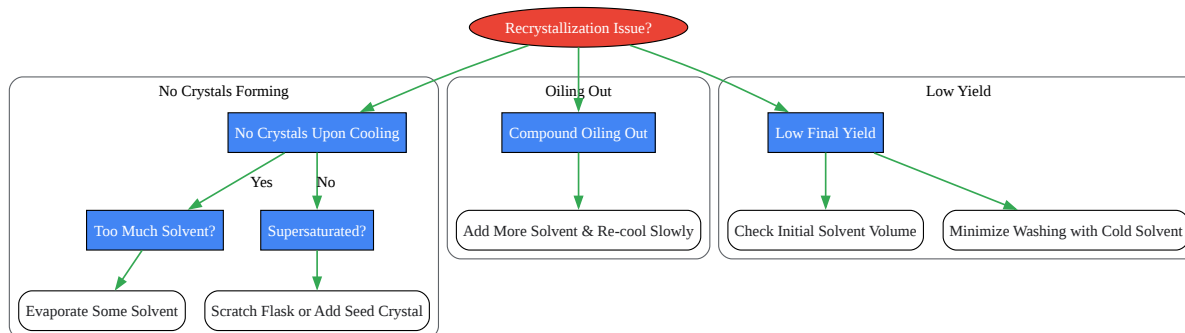 Recrystallization Issue?
No Crystals Forming
Oiling Out
Low Yield
No Crystals Upon Cooling
Compound Oiling Out
Low Final Yield
Yes
No
Too Much Solvent?
Supersaturated?
Add More Solvent & Re-cool Slowly
Check Initial Solvent Volume
Minimize Washing with Cold Solvent
Evaporate Some Solvent
Scratch Flask or Add Seed Crystal